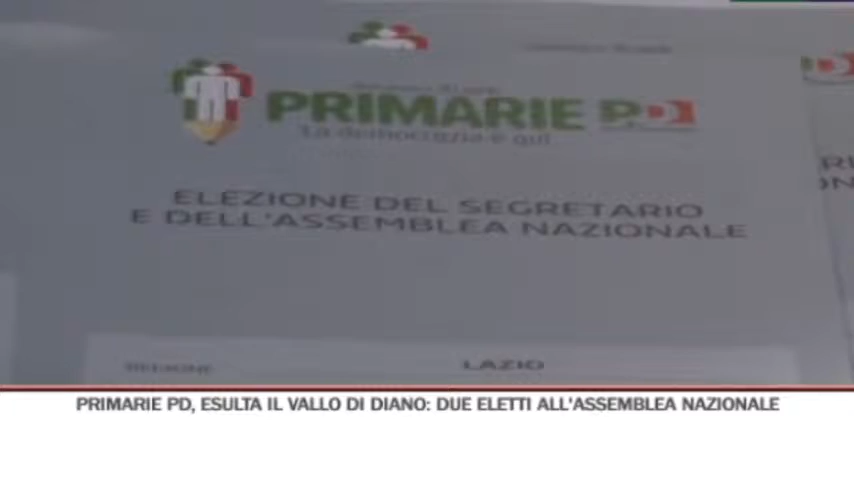 PRIMARIE PD
La democrazia è qui
ELEZIONE DEL SEGRETARIO
E DELL'ASSEMBLEA NAZIONALE
REGIONE LAZIO
PRIMARIE PD, ESULTA IL VALLO DI DIANO: DUE ELETTI ALL'ASSEMBLEA NAZIONALE